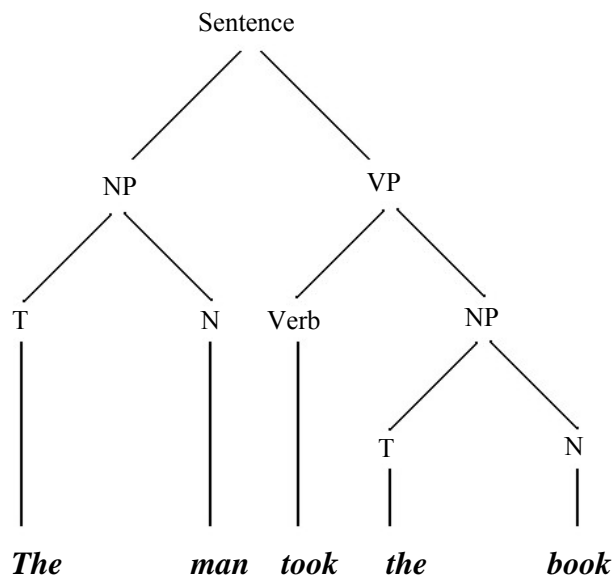 Sentence
NP VP
T N Verb NP
T N
The man took the book